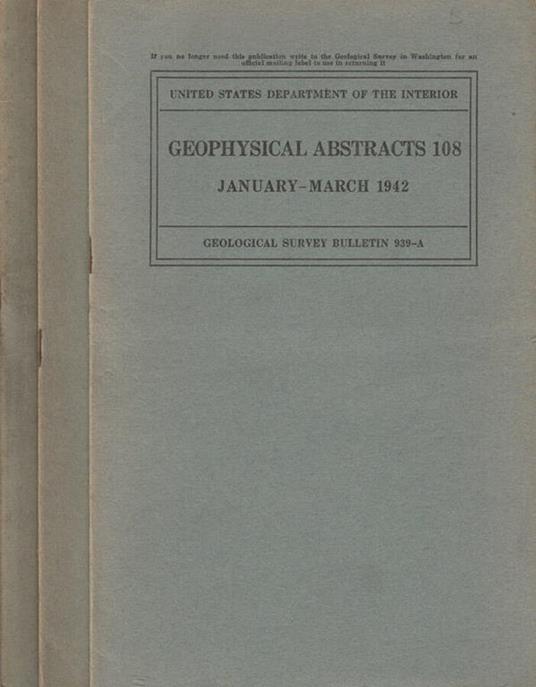 If you no longer need this publication write to the Geological Survey in Washington for an
official mailing label to use in returning it
UNITED STATES DEPARTMENT OF THE INTERIOR
GEOPHYSICAL ABSTRACTS 108
JANUARY–MARCH 1942
GEOLOGICAL SURVEY BULLETIN 939–A